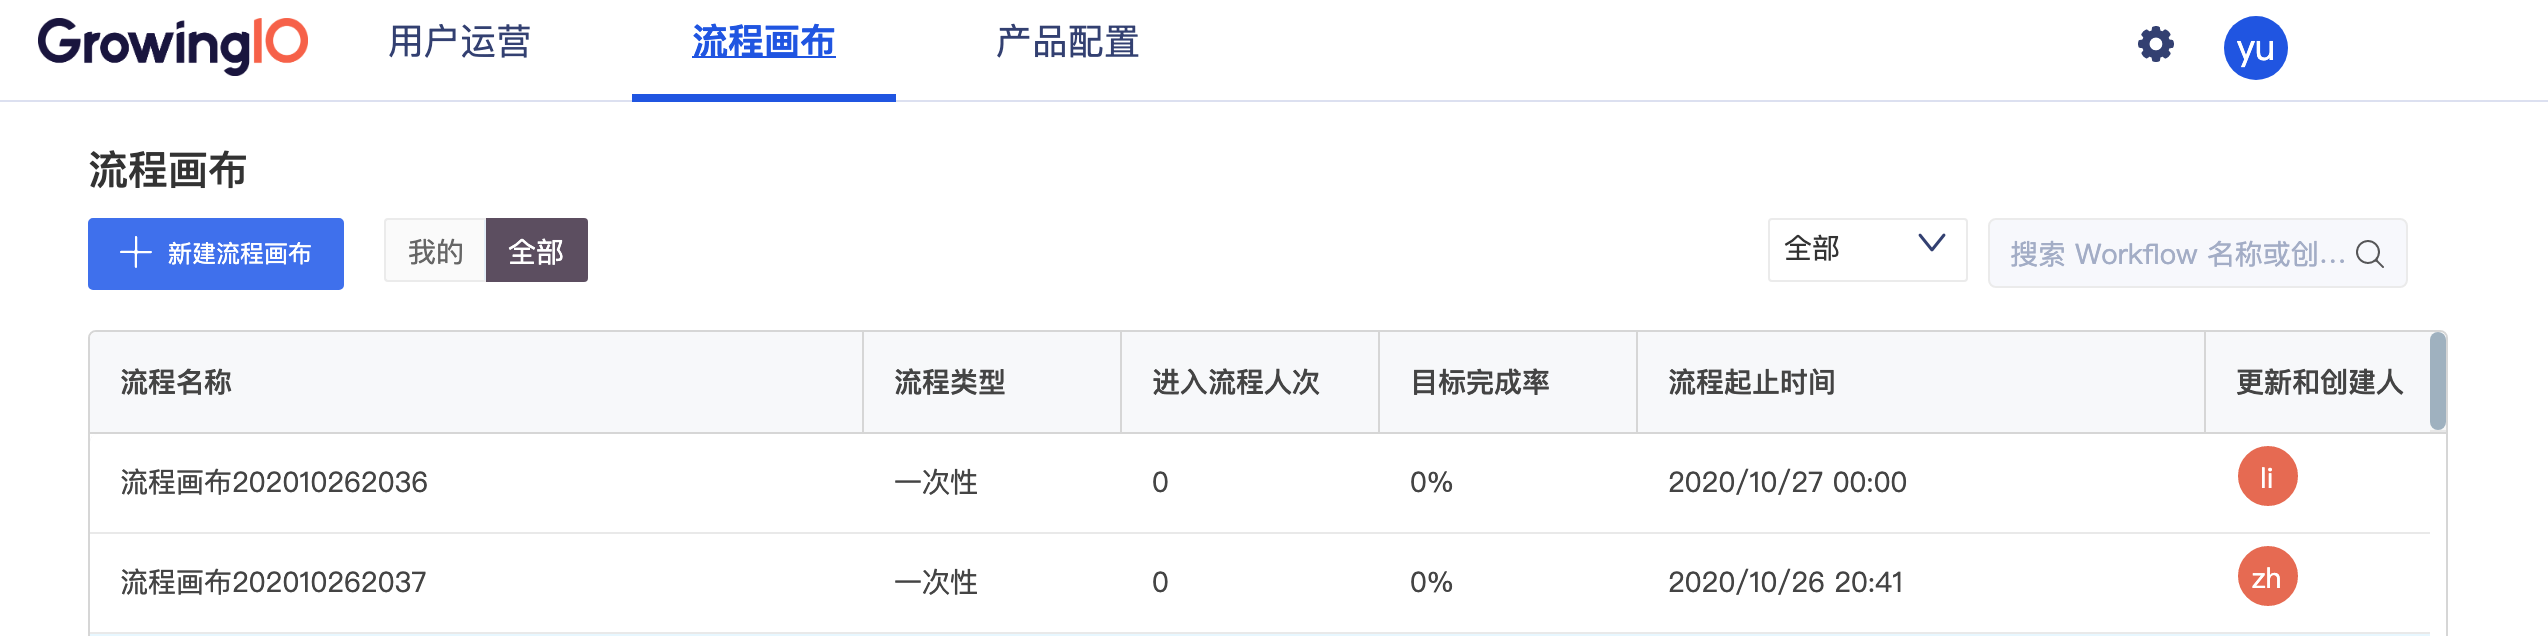 GrowingIO 用户运营 流程画布 产品配置 yu
流程画布
新建流程画布 我的 全部 全部 搜索 Workflow 名称或创...
流程名称 流程类型 进入流程人次 目标完成率 流程起止时间 更新和创建人
流程画布202010262036 一次性 0 0% 2020/10/27 00:00 li
流程画布202010262037 一次性 0 0% 2020/10/26 20:41 zh